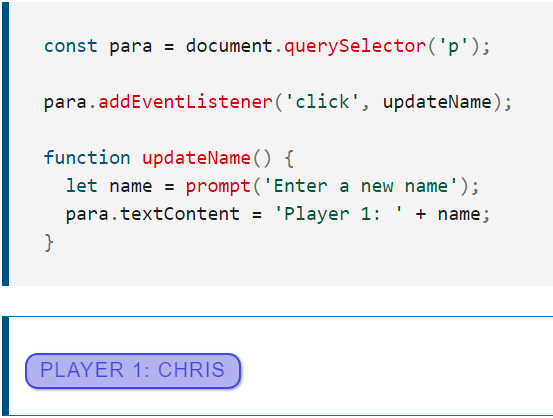 const para = document.querySelector('p');
para.addEventListener('click', updateName);
function updateName() {
let name = prompt('Enter a new name');
para.textContent = 'Player 1: ' + name;
}
PLAYER 1: CHRIS